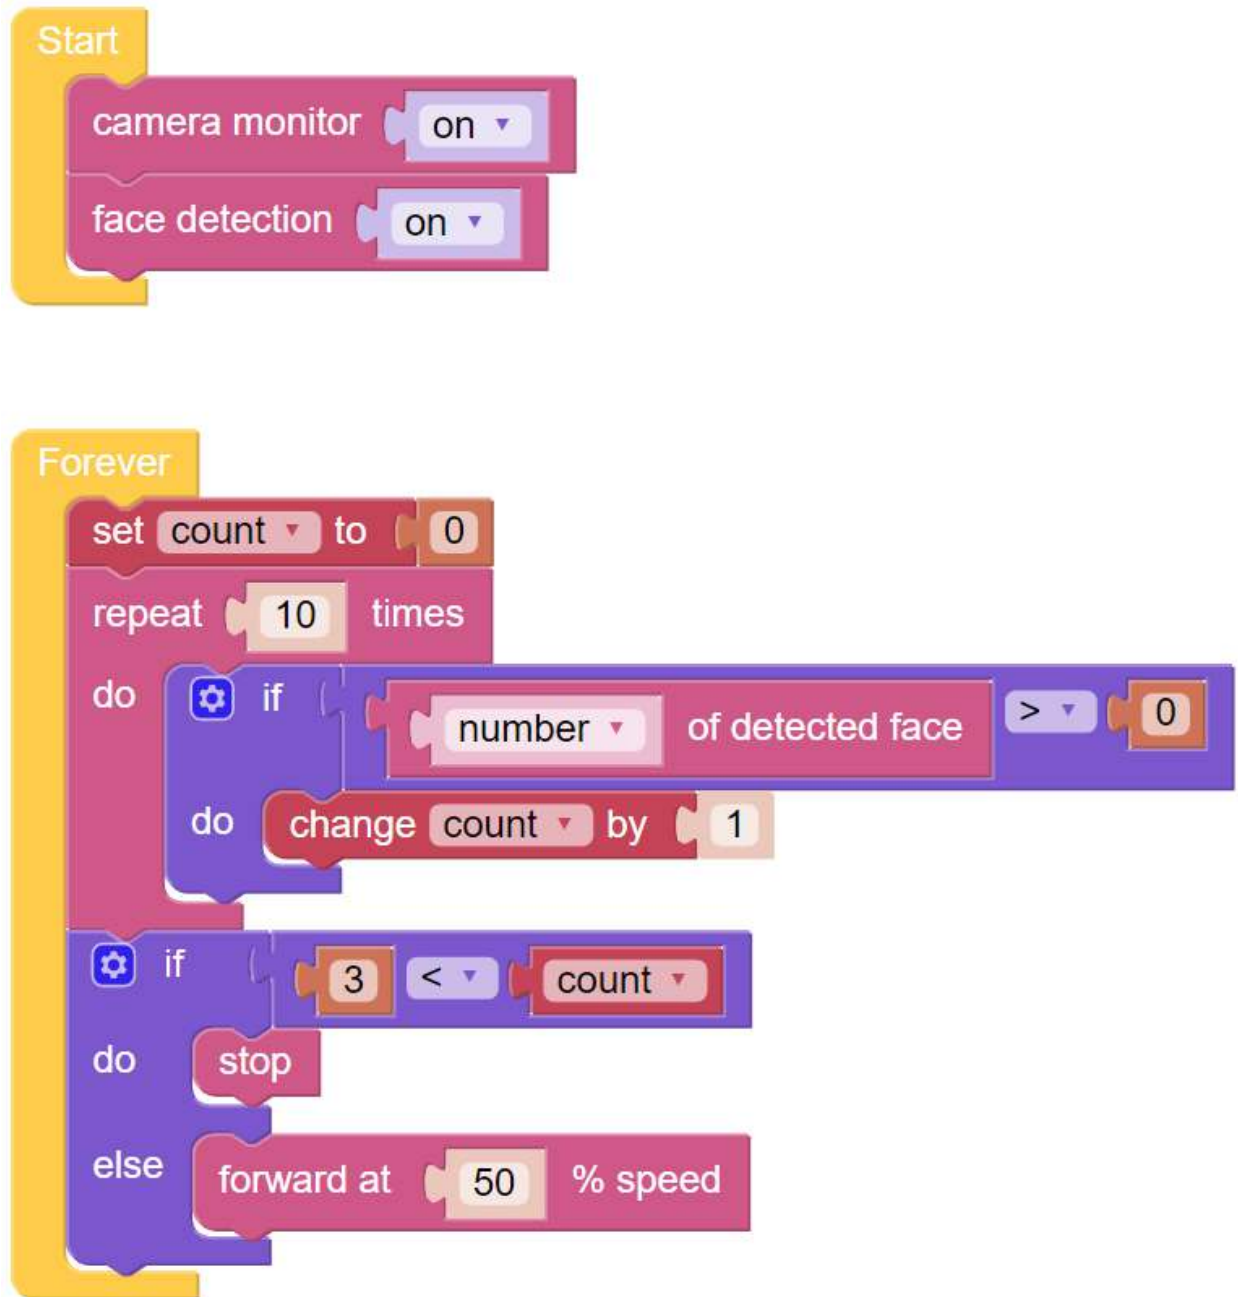 Start
camera monitor on
face detection on
Forever
set count to 0
repeat 10 times
do if number of detected face > 0
do change count by 1
if 3 < count
do stop
else forward at 50 % speed